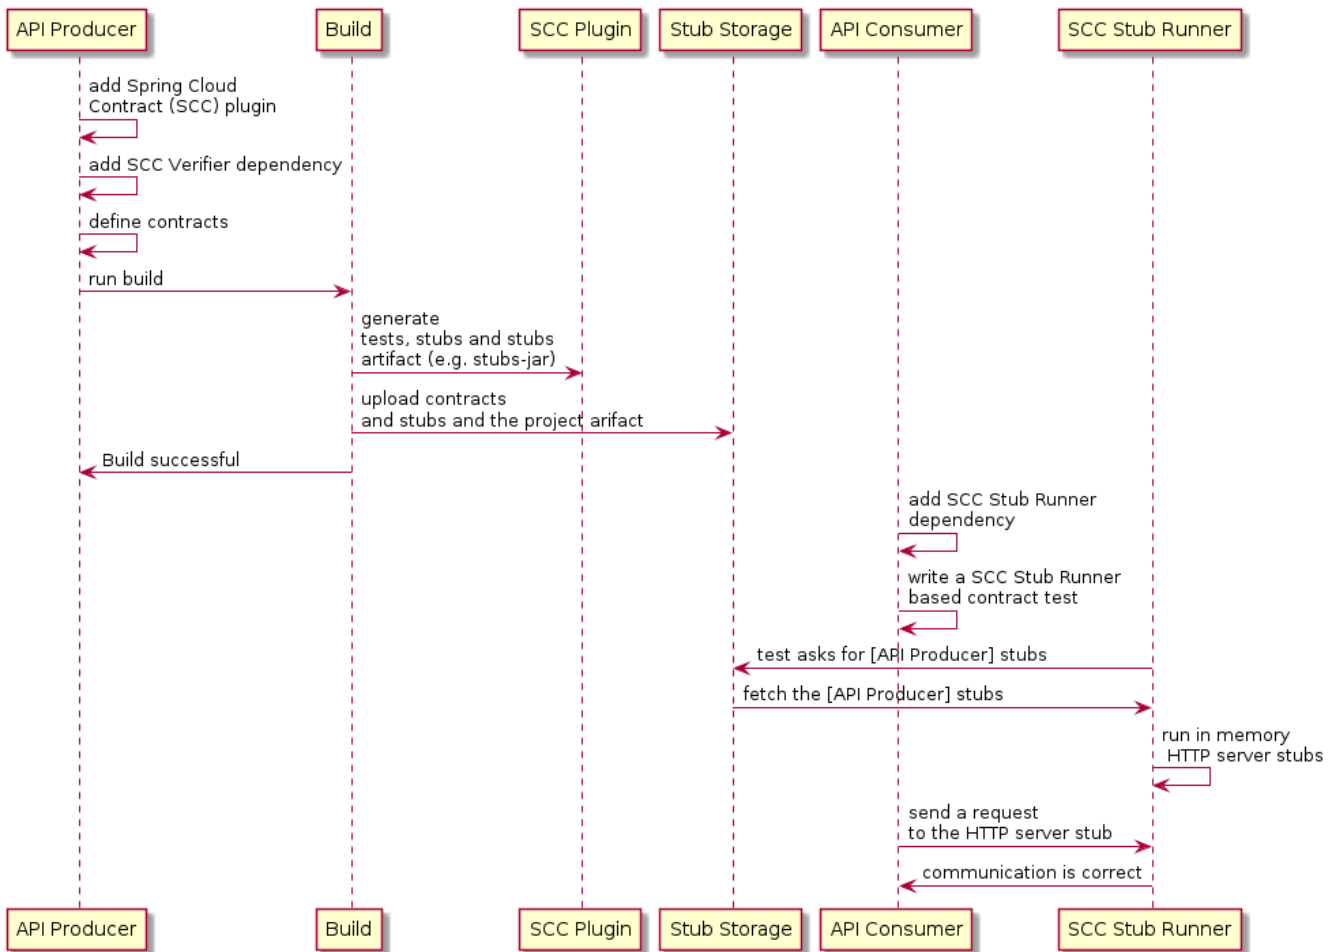 API Producer
Build
SCC Plugin
Stub Storage
API Consumer
SCC Stub Runner
add Spring Cloud
Contract (SCC) plugin
add SCC Verifier dependency
define contracts
run build
generate
tests, stubs and stubs
artifact (e.g. stubs-jar)
upload contracts
and stubs and the project arifact
Build successful
add SCC Stub Runner
dependency
write a SCC Stub Runner
based contract test
test asks for [API Producer] stubs
fetch the [API Producer] stubs
run in memory
HTTP server stubs
send a request
to the HTTP server stub
communication is correct
API Producer
Build
SCC Plugin
Stub Storage
API Consumer
SCC Stub Runner